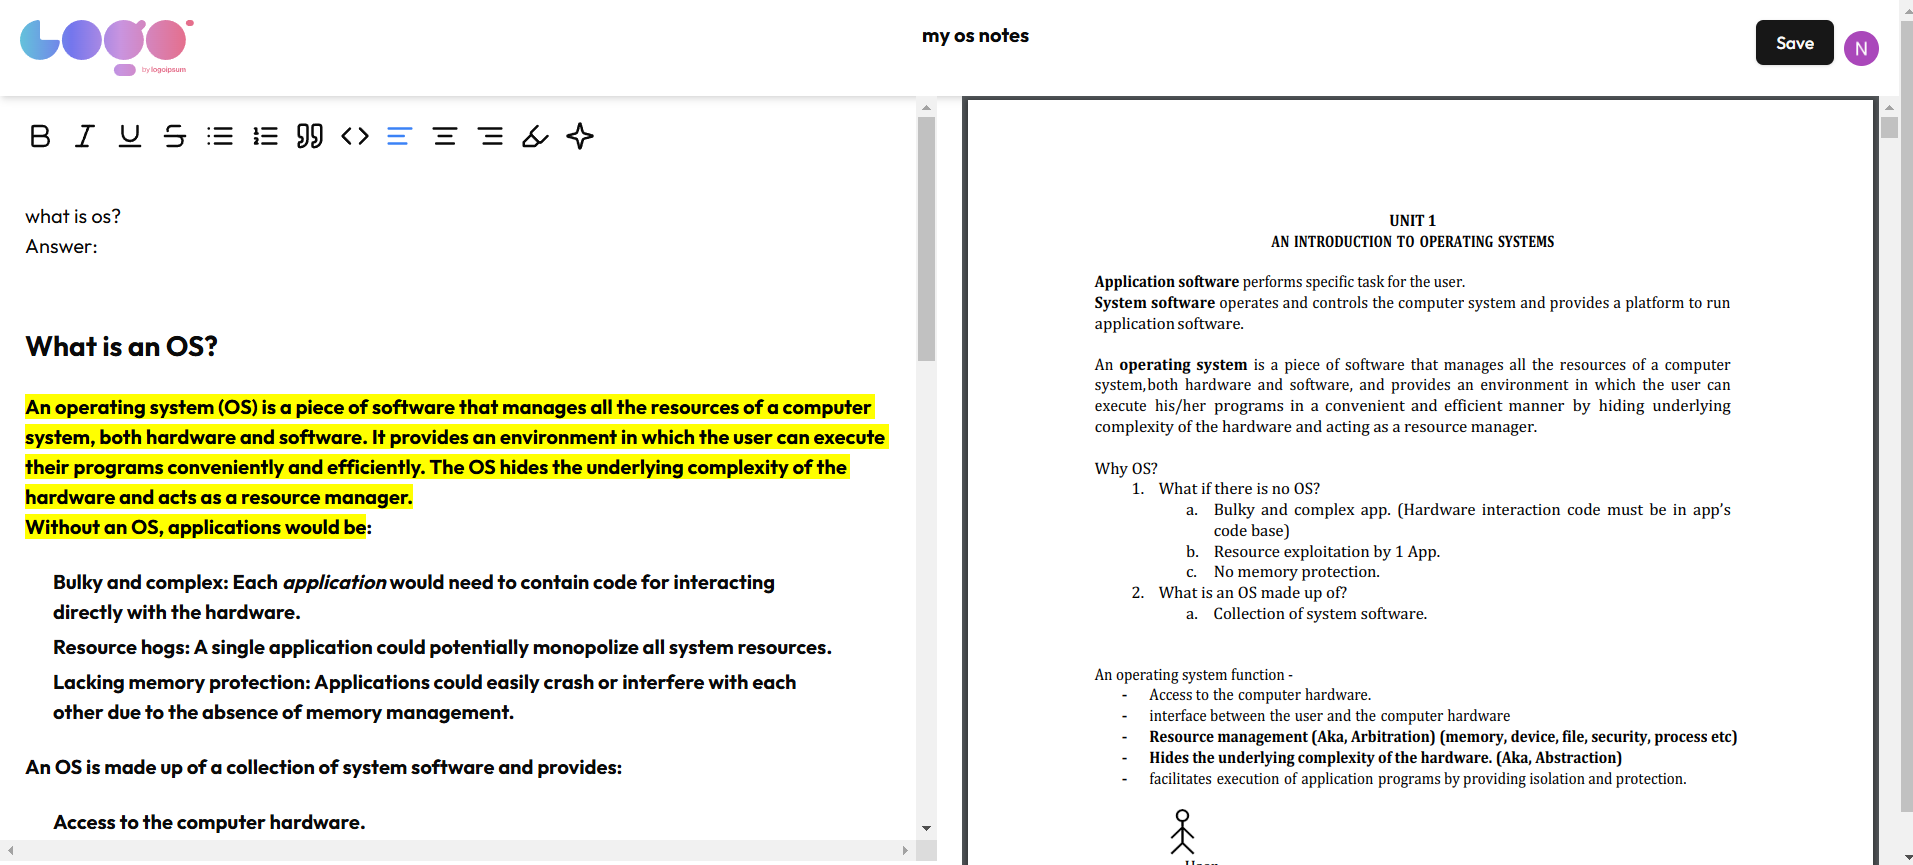 LOGO
by logoipsum
my os notes
Save
N
what is os?
Answer:
What is an OS?
An operating system (OS) is a piece of software that manages all the resources of a computer
system, both hardware and software. It provides an environment in which the user can execute
their programs conveniently and efficiently. The OS hides the underlying complexity of the
hardware and acts as a resource manager.
Without an OS, applications would be:
Bulky and complex: Each application would need to contain code for interacting
directly with the hardware.
Resource hogs: A single application could potentially monopolize all system resources.
Lacking memory protection: Applications could easily crash or interfere with each
other due to the absence of memory management.
An OS is made up of a collection of system software and provides:
Access to the computer hardware.
UNIT 1
AN INTRODUCTION TO OPERATING SYSTEMS
Application software performs specific task for the user.
System software operates and controls the computer system and provides a platform to run
application software.
An operating system is a piece of software that manages all the resources of a computer
system, both hardware and software, and provides an environment in which the user can
execute his/her programs in a convenient and efficient manner by hiding underlying
complexity of the hardware and acting as a resource manager.
Why OS?
1. What if there is no OS?
a. Bulky and complex app. (Hardware interaction code must be in app's
code base)
b. Resource exploitation by 1 App.
c. No memory protection.
2. What is an OS made up of?
a. Collection of system software.
An operating system function -
- Access to the computer hardware.
- interface between the user and the computer hardware
- Resource management (Aka, Arbitration) (memory, device, file, security, process etc)
- Hides the underlying complexity of the hardware. (Aka, Abstraction)
- facilitates execution of application programs by providing isolation and protection.
User